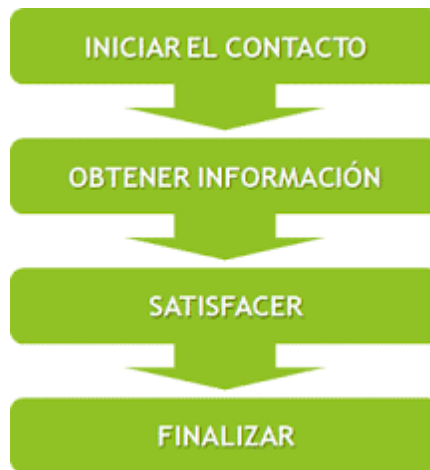 INICIAR EL CONTACTO
OBTENER INFORMACIÓN
SATISFACER
FINALIZAR